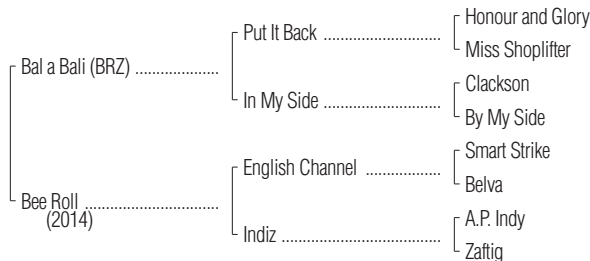 Honour and Glory
Put It Back ........................
Miss Shoplifter
Bal a Bali (BRZ) .................
Clackson
In My Side ................................
By My Side
Smart Strike
English Channel ...............
Belva
Bee Roll ...........................
(2014)
A.P. Indy
Indiz ................................
Zaftig